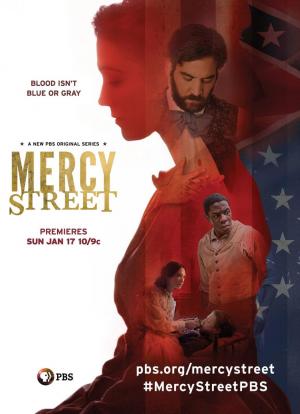 BLOOD ISN'T
BLUE OR GRAY
★ A NEW PBS ORIGINAL SERIES ★
MERCY
STREET
PREMIERES
SUN JAN 17 10/9c
pbs.org/mercystreet
#MercyStreetPBS
PBS